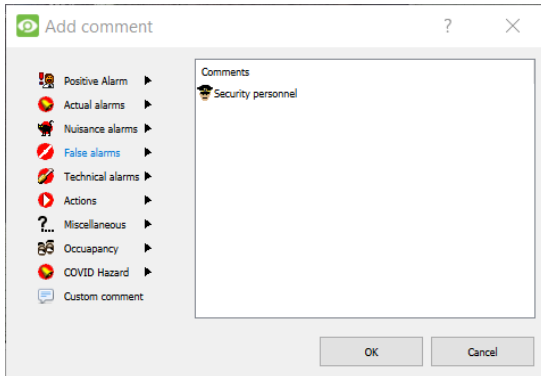 Add comment
Positive Alarm
Actual alarms
Nuisance alarms
False alarms
Technical alarms
Actions
?... Miscellaneous
Occuapancy
COVID Hazard
Custom comment
Comments
Security personnel
OK
Cancel